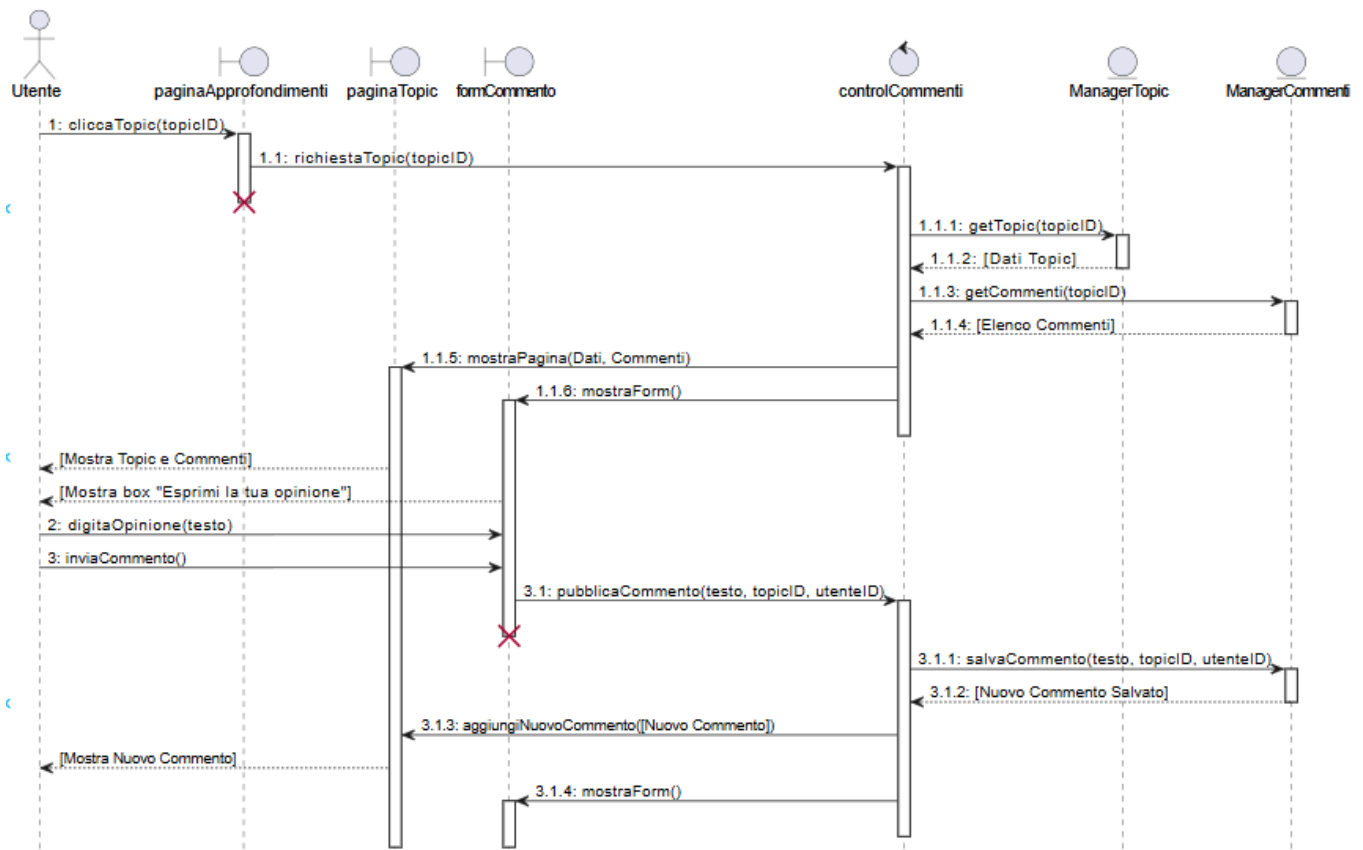 Utente
paginaApprofondimenti
paginaTopic
formCommento
controlCommenti
ManagerTopic
ManagerCommenti
1: cliccaTopic(topicID)
1.1: richiestaTopic(topicID)
1.1.1: getTopic(topicID)
1.1.2: [Dati Topic]
1.1.3: getCommenti(topicID)
1.1.4: [Elenco Commenti]
1.1.5: mostraPagina(Dati, Commenti)
1.1.6: mostraForm()
[Mostra Topic e Commenti]
[Mostra box "Esprimi la tua opinione"]
2: digitaOpinione(testo)
3: inviaCommento()
3.1: pubblicaCommento(testo, topicID, utenteID)
3.1.1: salvaCommento(testo, topicID, utenteID)
3.1.2: [Nuovo Commento Salvato]
3.1.3: aggiungiNuovoCommento([Nuovo Commento])
[Mostra Nuovo Commento]
3.1.4: mostraForm()